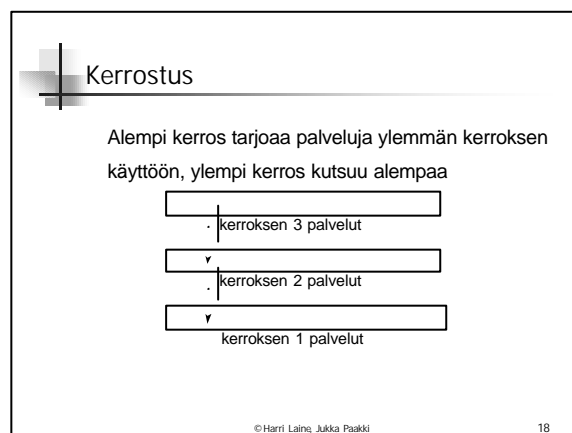 Kerrostus
Alempi kerros tarjoaa palveluja ylemmän kerroksen
käyttöön, ylempi kerros kutsuu alempaa
kerroksen 3 palvelut
kerroksen 2 palvelut
kerroksen 1 palvelut
© Harri Laine, Jukka Paakki 18